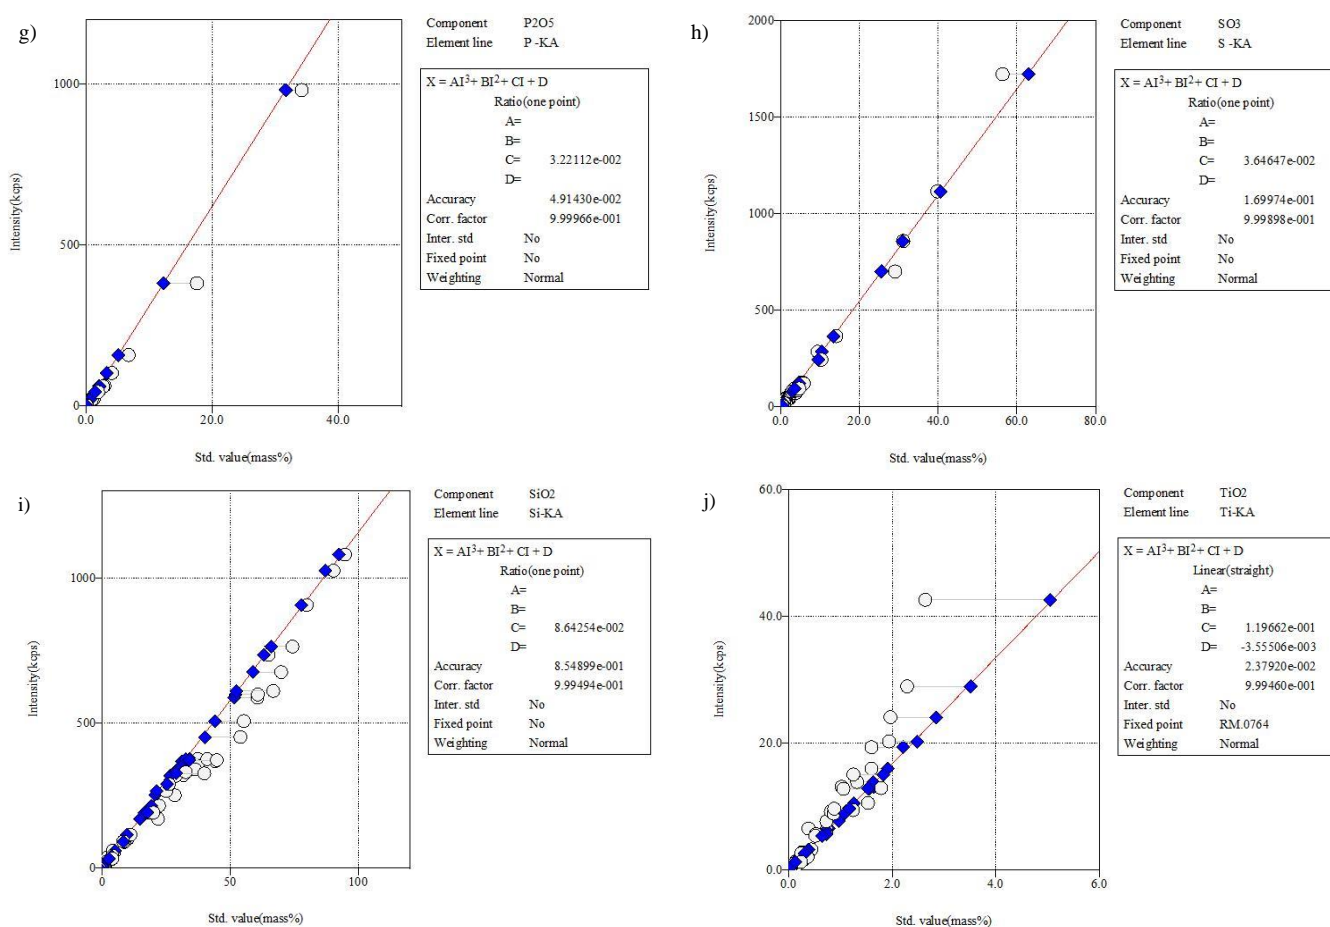 g)
Component P2O5
Element line P -KA
X = AI3+ BI2+ CI + D
Ratio(one point)
A=
B=
C= 3.22112e-002
D=
Accuracy 4.91430e-002
Corr. factor 9.99966e-001
Inter. std No
Fixed point No
Weighting Normal
Intensity(kcps)
1000
500
0
0.0 20.0 40.0
Std. value(mass%)
h)
Component SO3
Element line S -KA
X = AI3+ BI2+ CI + D
Ratio(one point)
A=
B=
C= 3.64647e-002
D=
Accuracy 1.69974e-001
Corr. factor 9.99898e-001
Inter. std No
Fixed point No
Weighting Normal
Intensity(kcps)
2000
1500
1000
500
0
0.0 20.0 40.0 60.0 80.0
Std. value(mass%)
i)
Component SiO2
Element line Si-KA
X = AI3+ BI2+ CI + D
Ratio(one point)
A=
B=
C= 8.64254e-002
D=
Accuracy 8.54899e-001
Corr. factor 9.99494e-001
Inter. std No
Fixed point No
Weighting Normal
Intensity(kcps)
1000
500
0
0 50 100
Std. value(mass%)
j)
Component TiO2
Element line Ti-KA
X = AI3+ BI2+ CI + D
Linear(straight)
A=
B=
C= 1.19662e-001
D= -3.55506e-003
Accuracy 2.37920e-002
Corr. factor 9.99460e-001
Inter. std No
Fixed point RM.0764
Weighting Normal
Intensity(kcps)
60.0
40.0
20.0
0.0
0.0 2.0 4.0 6.0
Std. value(mass%)